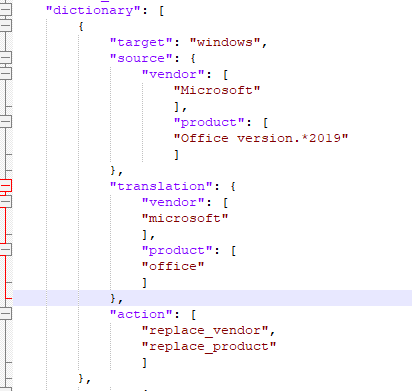 "dictionary": [
{
"target": "windows",
"source": {
"vendor": [
"Microsoft"
],
"product": [
"Office version.*2019"
]
},
"translation": {
"vendor": [
"microsoft"
],
"product": [
"office"
]
},
"action": [
"replace_vendor",
"replace_product"
]
},